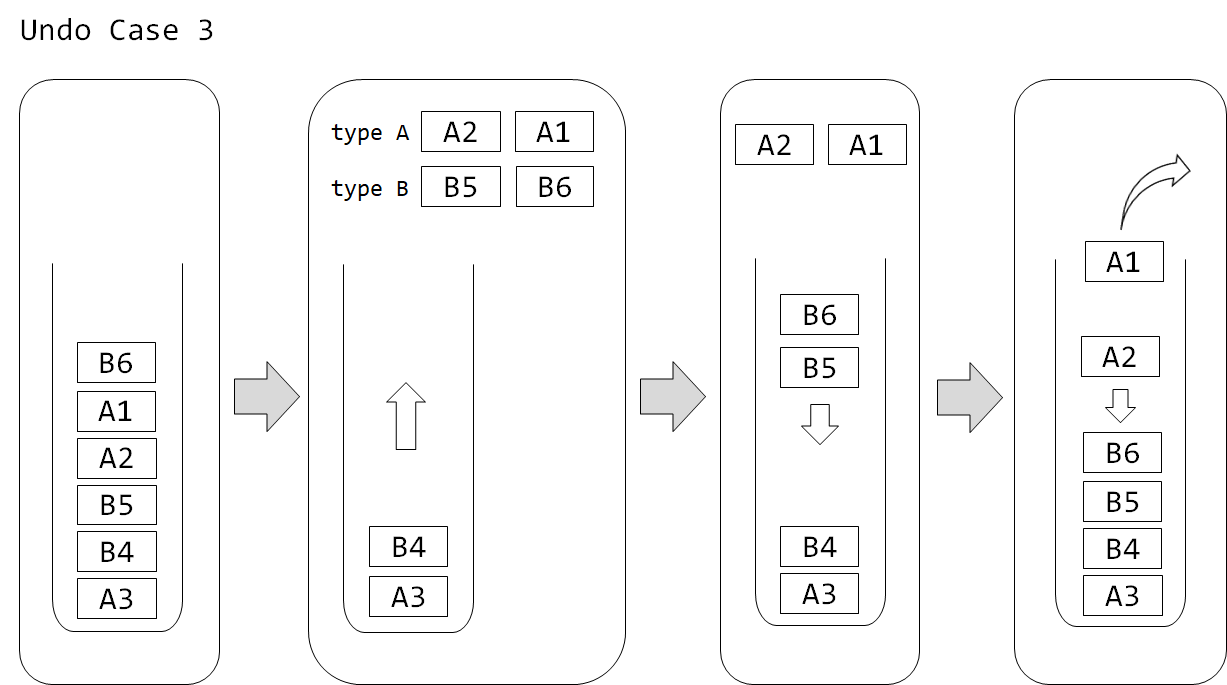 Undo Case 3
B6
A1
A2
B5
B4
A3
type A A2 A1
type B B5 B6
B4
A3
A2 A1
B6
B5
B4
A3
A1
A2
B6
B5
B4
A3